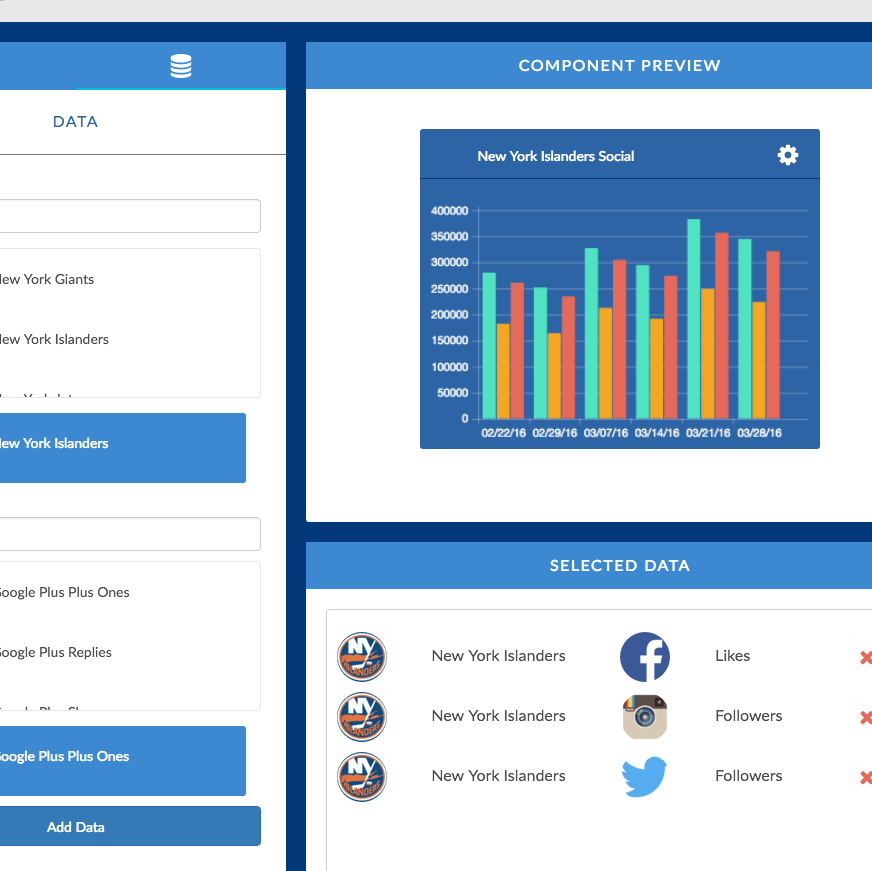 DATA
ew York Giants
ew York Islanders
ew York Islanders
oogle Plus Plus Ones
oogle Plus Replies
oogle Plus Plus Ones
Add Data
COMPONENT PREVIEW
New York Islanders Social
400000
350000
300000
250000
200000
150000
100000
50000
0
02/22/16 02/29/16 03/07/16 03/14/16 03/21/16 03/28/16
SELECTED DATA
NY ISLANDERS New York Islanders f Likes
NY ISLANDERS New York Islanders Followers
NY ISLANDERS New York Islanders Followers